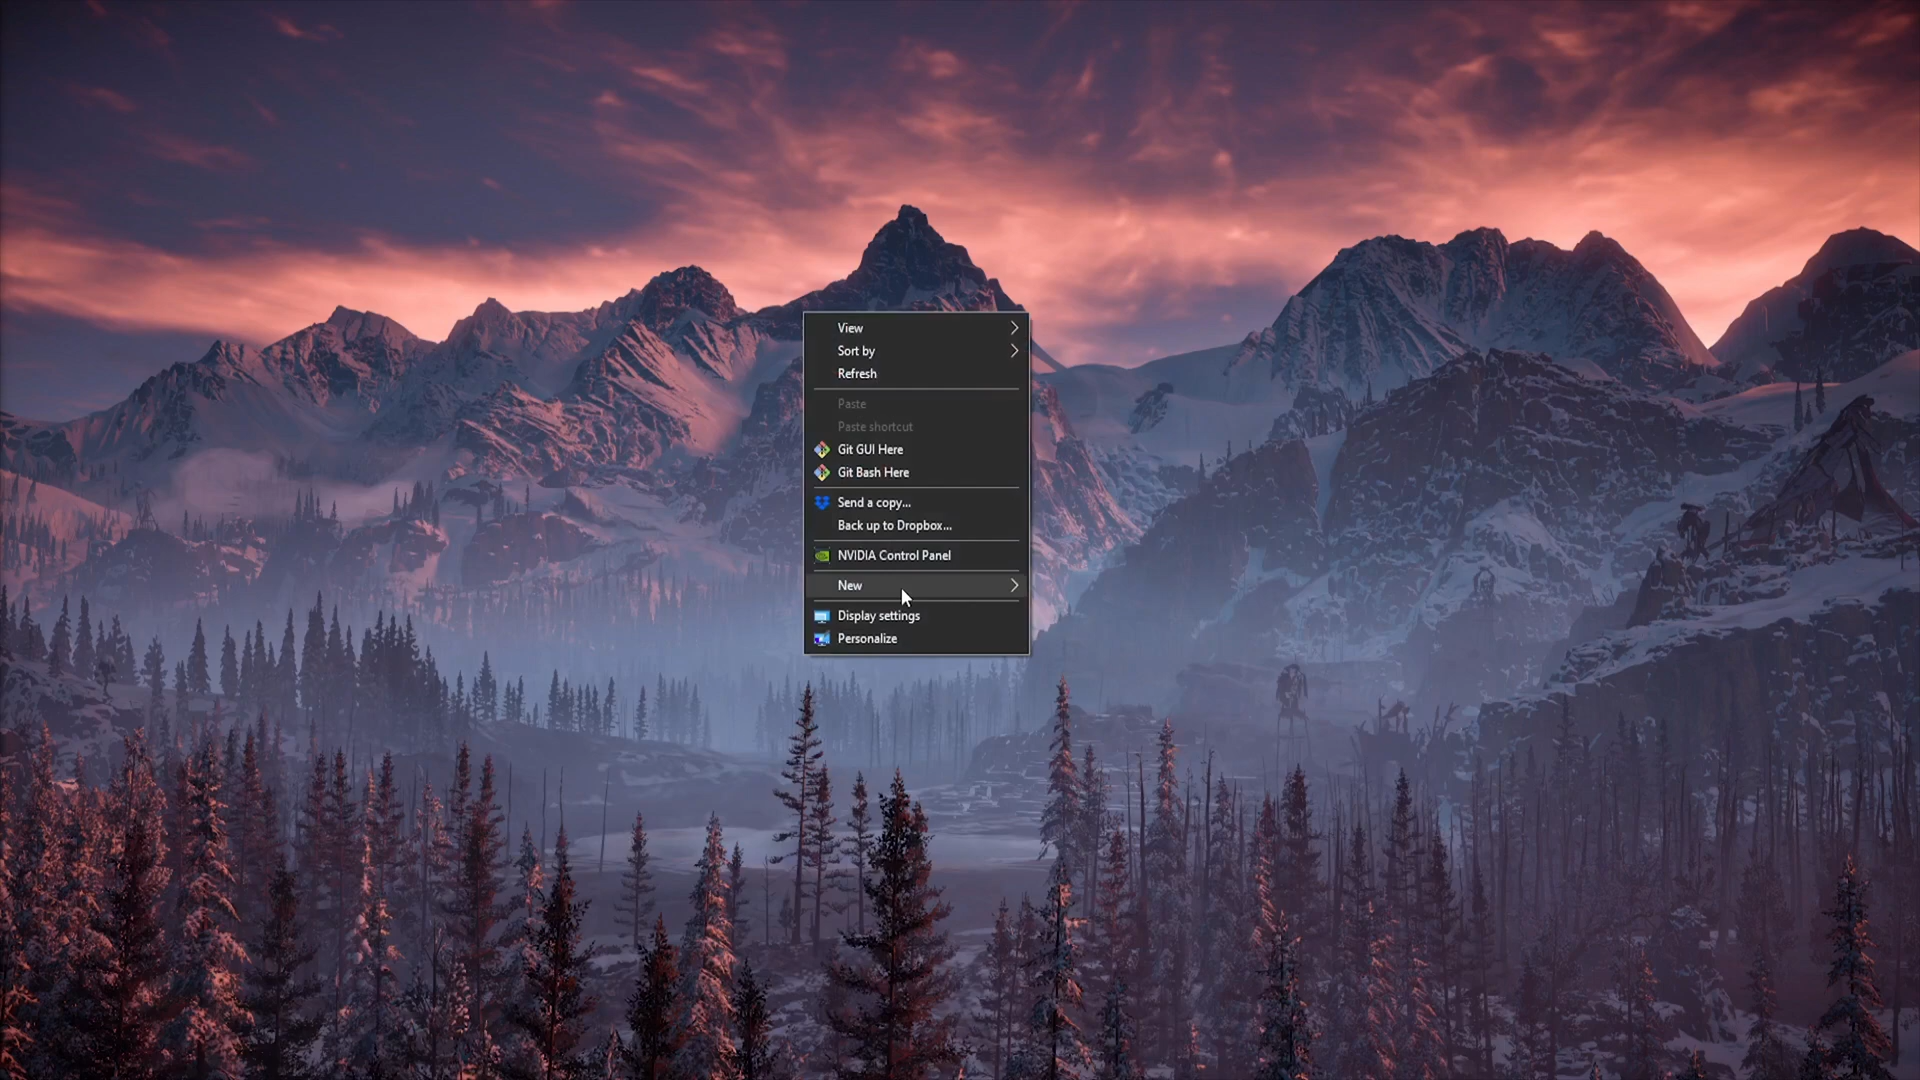 View
Sort by
Refresh
Paste
Paste shortcut
Git GUI Here
Git Bash Here
Send a copy...
Back up to Dropbox...
NVIDIA Control Panel
New
Display settings
Personalize